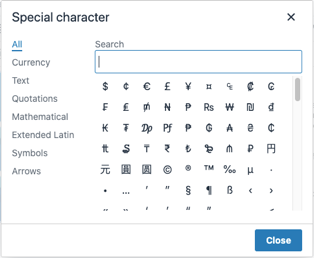 Special character
All
Search
Currency
Text
Quotations
Mathematical
Extended Latin
Symbols
Arrows
$ ¢ € £ ¥ ¤ ₠ ₡ ₢
₣ ₤ ₥ ₦ ₧ ₨ ₩ ₪ ₫
₭ ₮ ₯ ₰ ₱ ₲ ₳ ₴ ₵
₶ ₷ ₸ ₹ ₺ ₻ ₼ ₽ 円
元 圓 圆 © ® ™ ‰ µ ·
• … ′ ″ § ¶ ß ‹ ›
Close